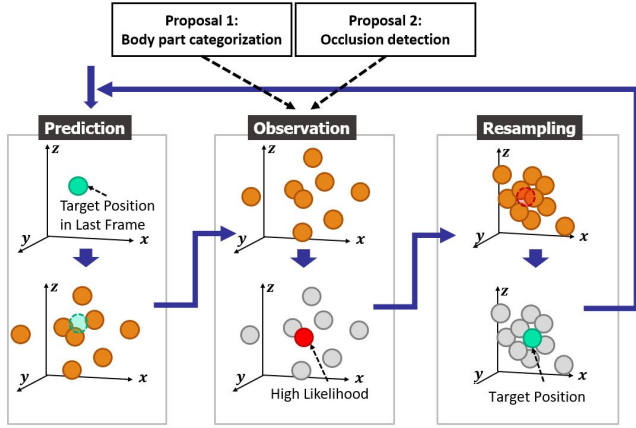 Proposal 1:
Body part categorization
Proposal 2:
Occlusion detection
Prediction
z
Target Position
in Last Frame
y
x
z
y
x
Observation
z
y
x
z
y
x
High Likelihood
Resampling
z
y
x
z
y
x
Target Position